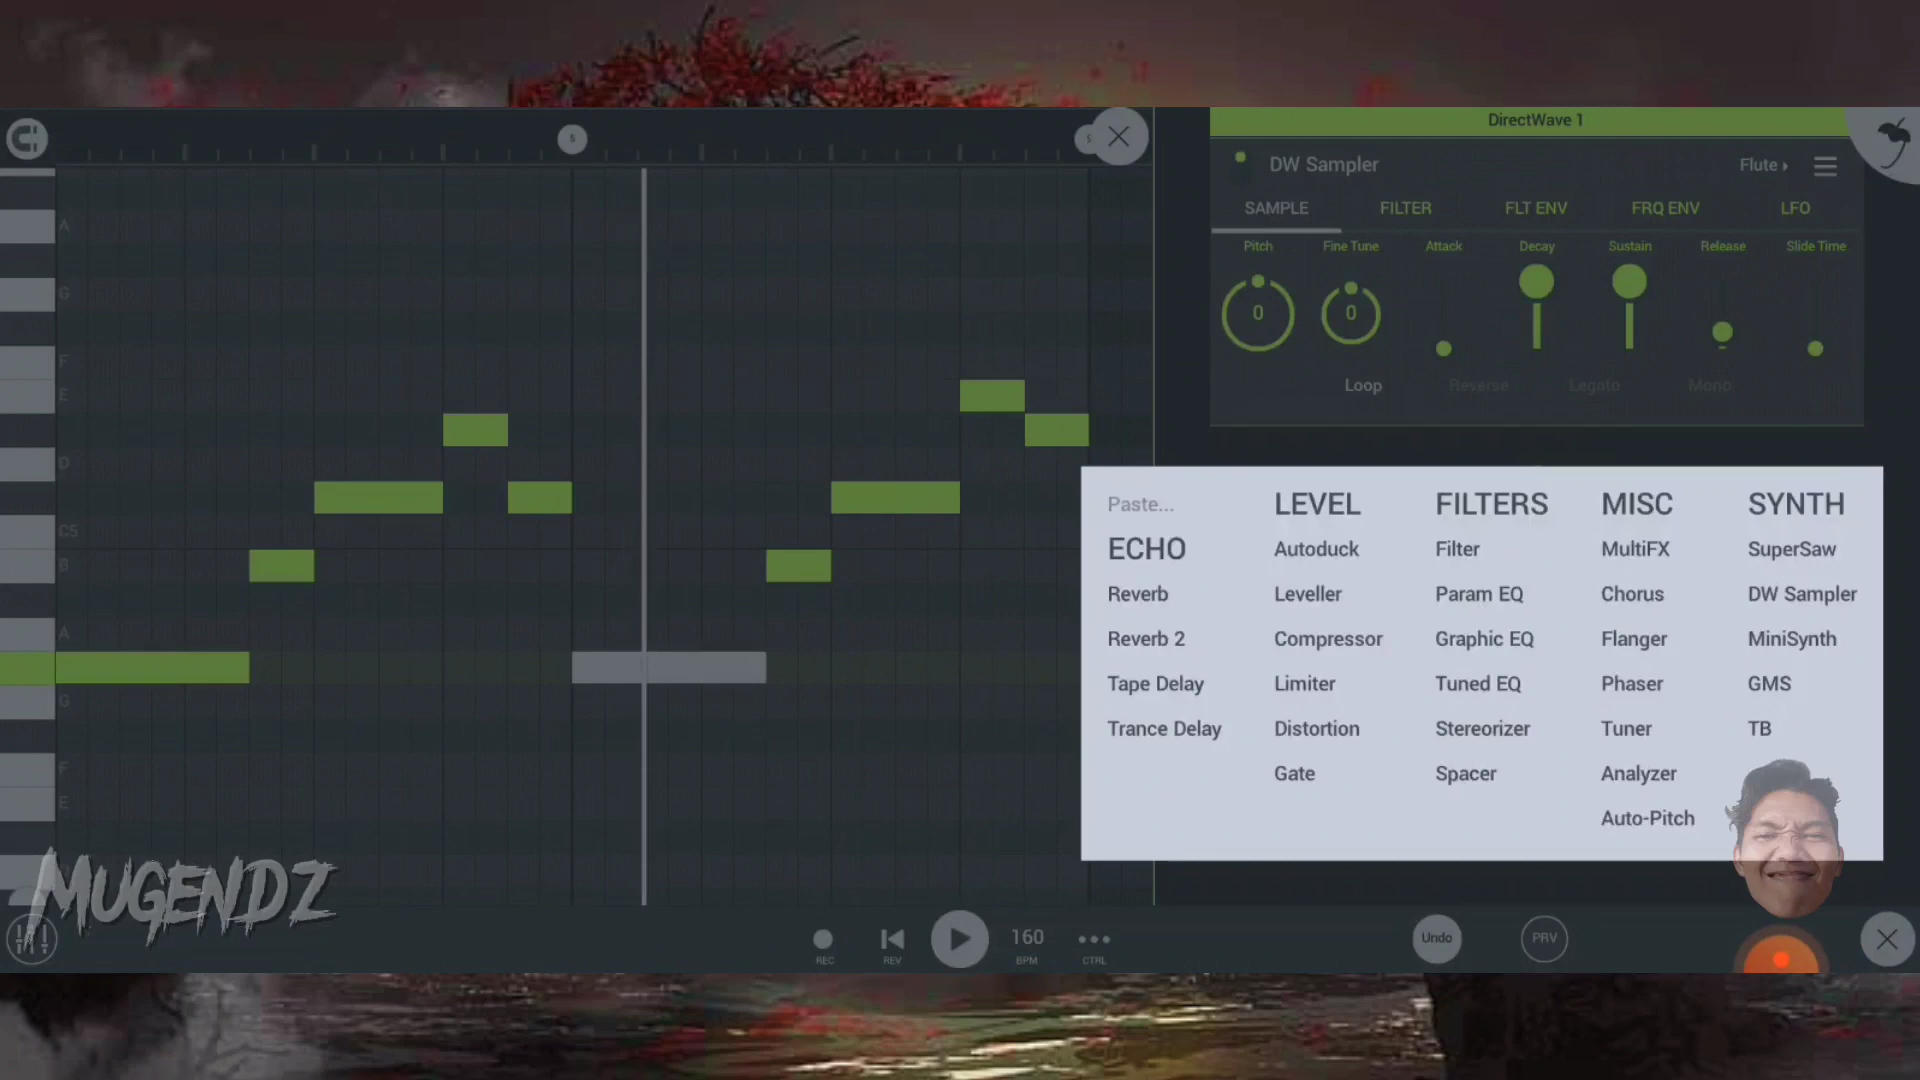 DirectWave 1
5
S
DW Sampler
Flute
SAMPLE FILTER FLT ENV FRQ ENV LFO
Pitch Fine Tune Attack Decay Sustain Release Slide Time
0 0
Loop Reverse Legato Mono
A
G
F
E
D
C5
B
A
G
F
E
Paste...
ECHO
Reverb
Reverb 2
Tape Delay
Trance Delay
LEVEL
Autoduck
Leveller
Compressor
Limiter
Distortion
Gate
FILTERS
Filter
Param EQ
Graphic EQ
Tuned EQ
Stereorizer
Spacer
MISC
MultiFX
Chorus
Flanger
Phaser
Tuner
Analyzer
Auto-Pitch
SYNTH
SuperSaw
DW Sampler
MiniSynth
GMS
TB
MUGENDZ
REC
REV
160
BPM
CTRL
Undo
PRV